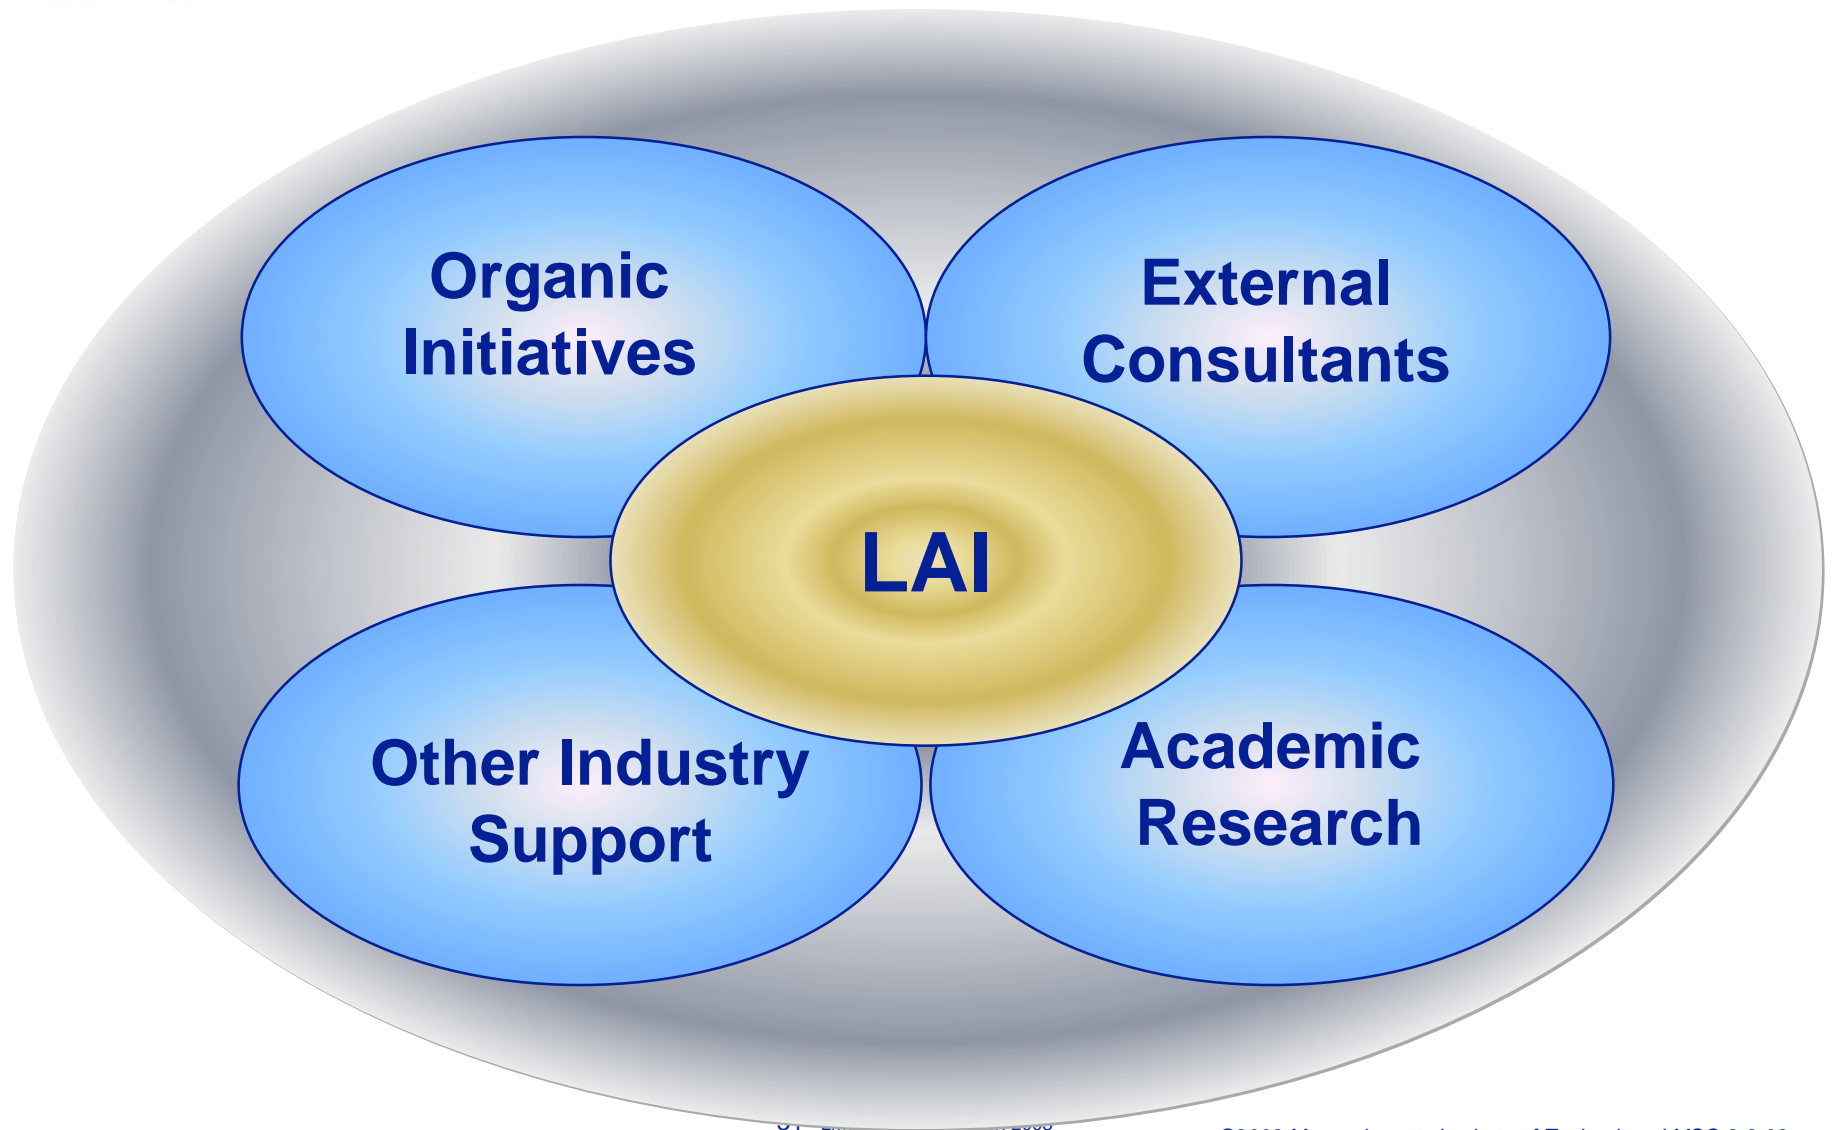 Organic
Initiatives
External
Consultants
LAI
Other Industry
Support
Academic
Research